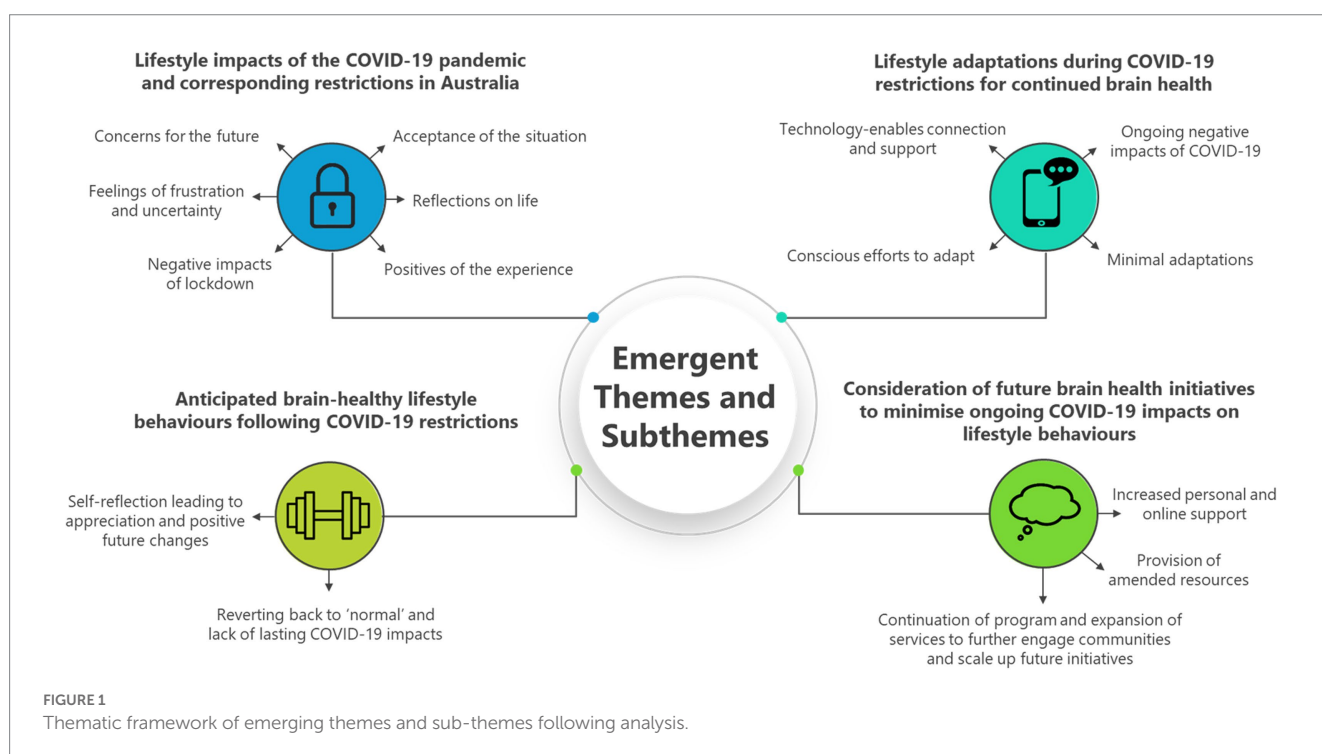 Lifestyle impacts of the COVID-19 pandemic
and corresponding restrictions in Australia
Concerns for the future
Acceptance of the situation
Feelings of frustration
and uncertainty
Reflections on life
Negative impacts
of lockdown
Positives of the experience
Lifestyle adaptations during COVID-19
restrictions for continued brain health
Technology-enables connection
and support
Ongoing negative
impacts of COVID-19
Conscious efforts to adapt
Minimal adaptations
Emergent
Themes and
Subthemes
Anticipated brain-healthy lifestyle
behaviours following COVID-19 restrictions
Self-reflection leading to
appreciation and positive
future changes
Reverting back to ‘normal’ and
lack of lasting COVID-19 impacts
Consideration of future brain health initiatives
to minimise ongoing COVID-19 impacts on
lifestyle behaviours
Increased personal and
online support
Provision of
amended resources
Continuation of program and expansion of
services to further engage communities
and scale up future initiatives
FIGURE 1
Thematic framework of emerging themes and sub-themes following analysis.